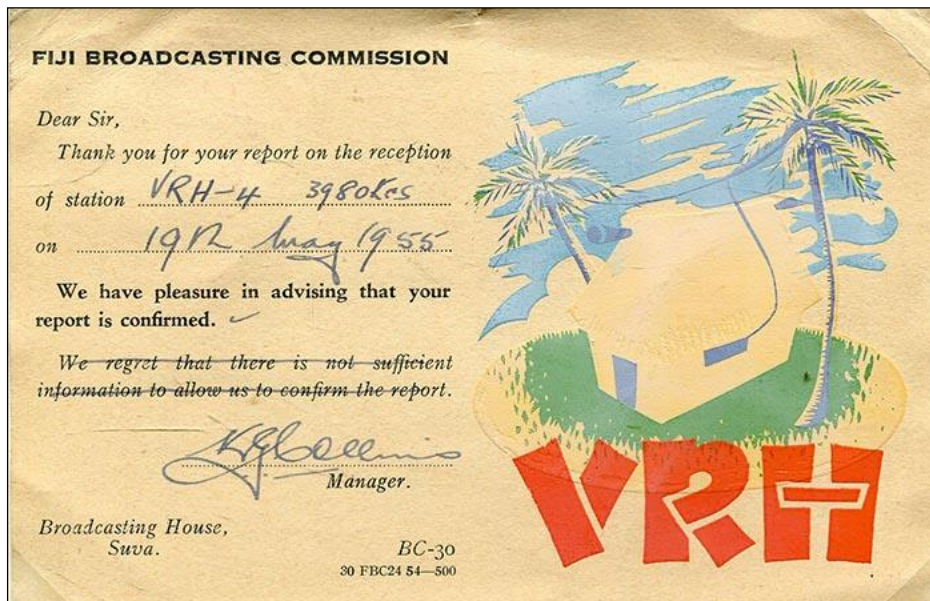 FIJI BROADCASTING COMMISSION
Dear Sir,
Thank you for your report on the reception
of station VRH-4 3980Kcs
on 19th May 1955
We have pleasure in advising that your
report is confirmed. ✓
We regret that there is not sufficient
information to allow us to confirm the report.
Manager.
Broadcasting House,
Suva.
BC-30
30 FBC24 54—500
VRH